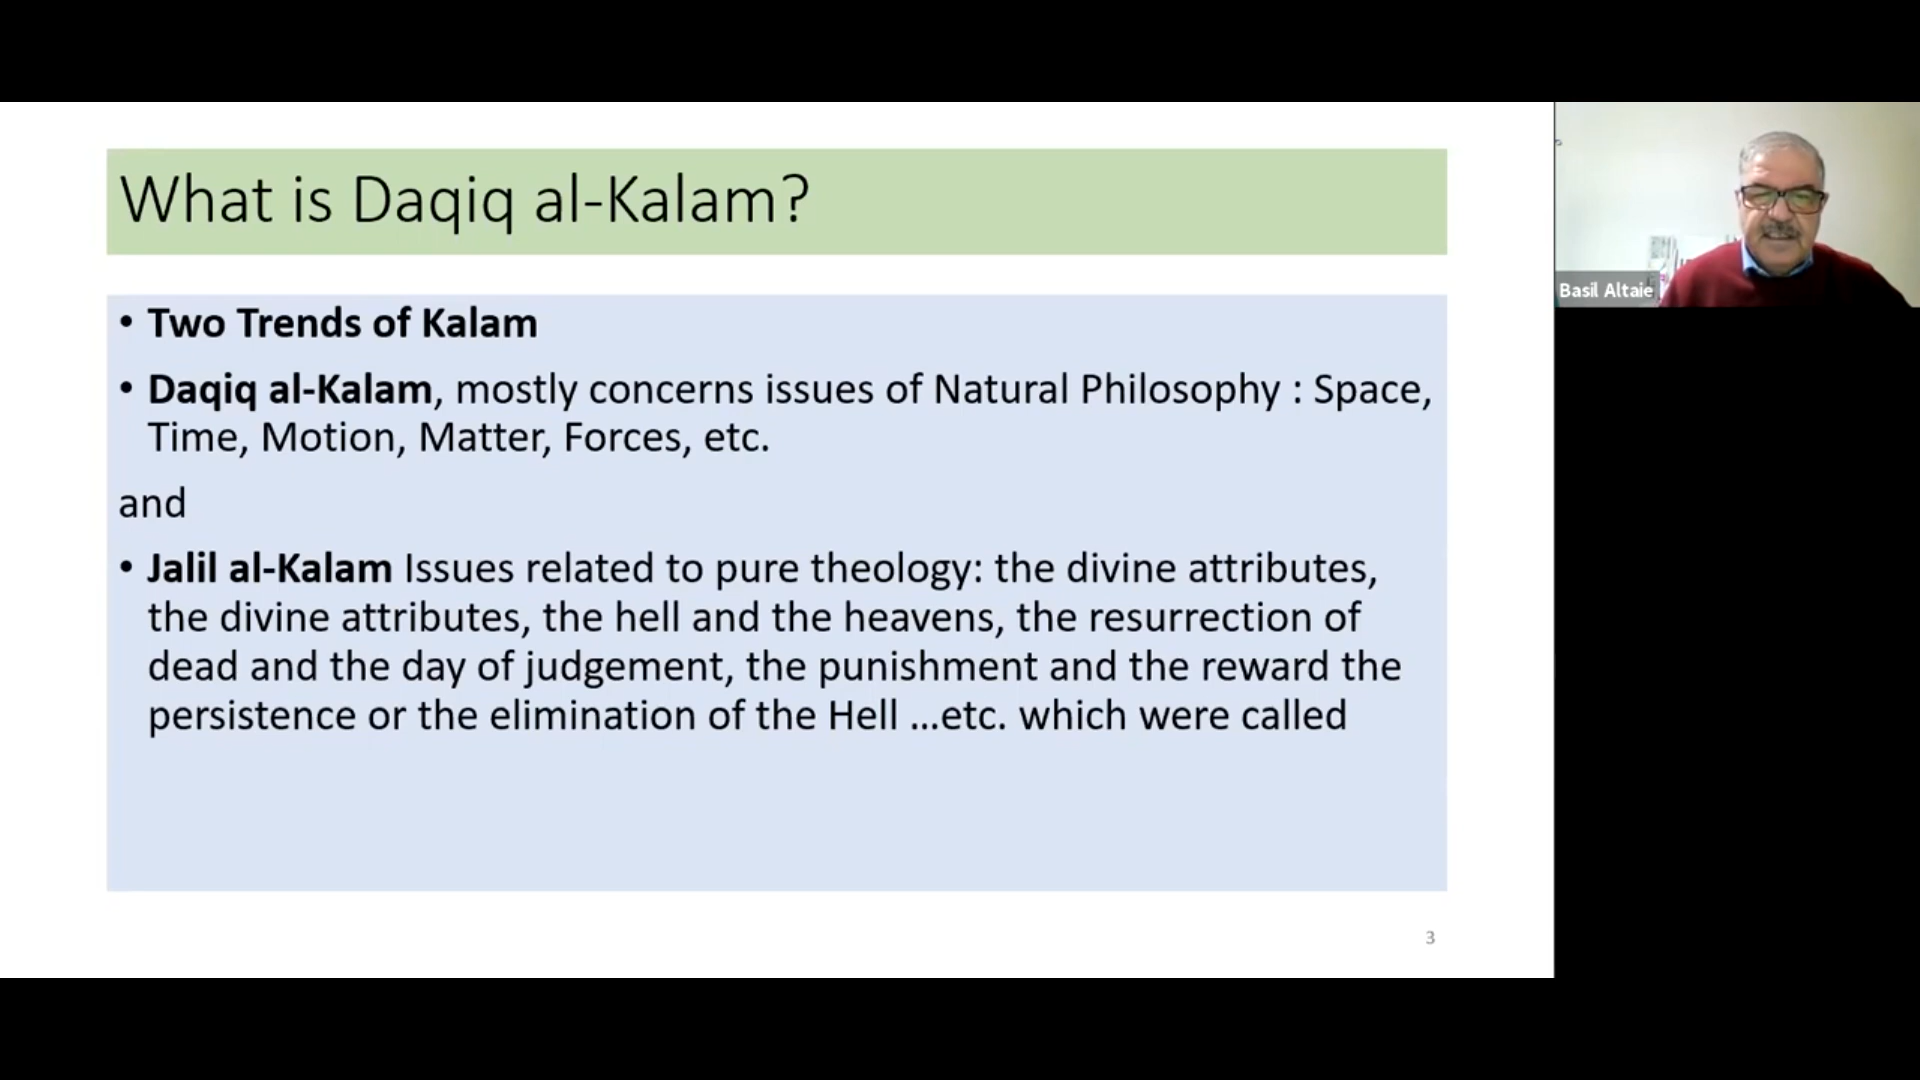 What is Daqiq al-Kalam?
• Two Trends of Kalam
• Daqiq al-Kalam, mostly concerns issues of Natural Philosophy : Space,
Time, Motion, Matter, Forces, etc.
and
• Jalil al-Kalam Issues related to pure theology: the divine attributes,
the divine attributes, the hell and the heavens, the resurrection of
dead and the day of judgement, the punishment and the reward the
persistence or the elimination of the Hell ...etc. which were called
3
Basil Altaie